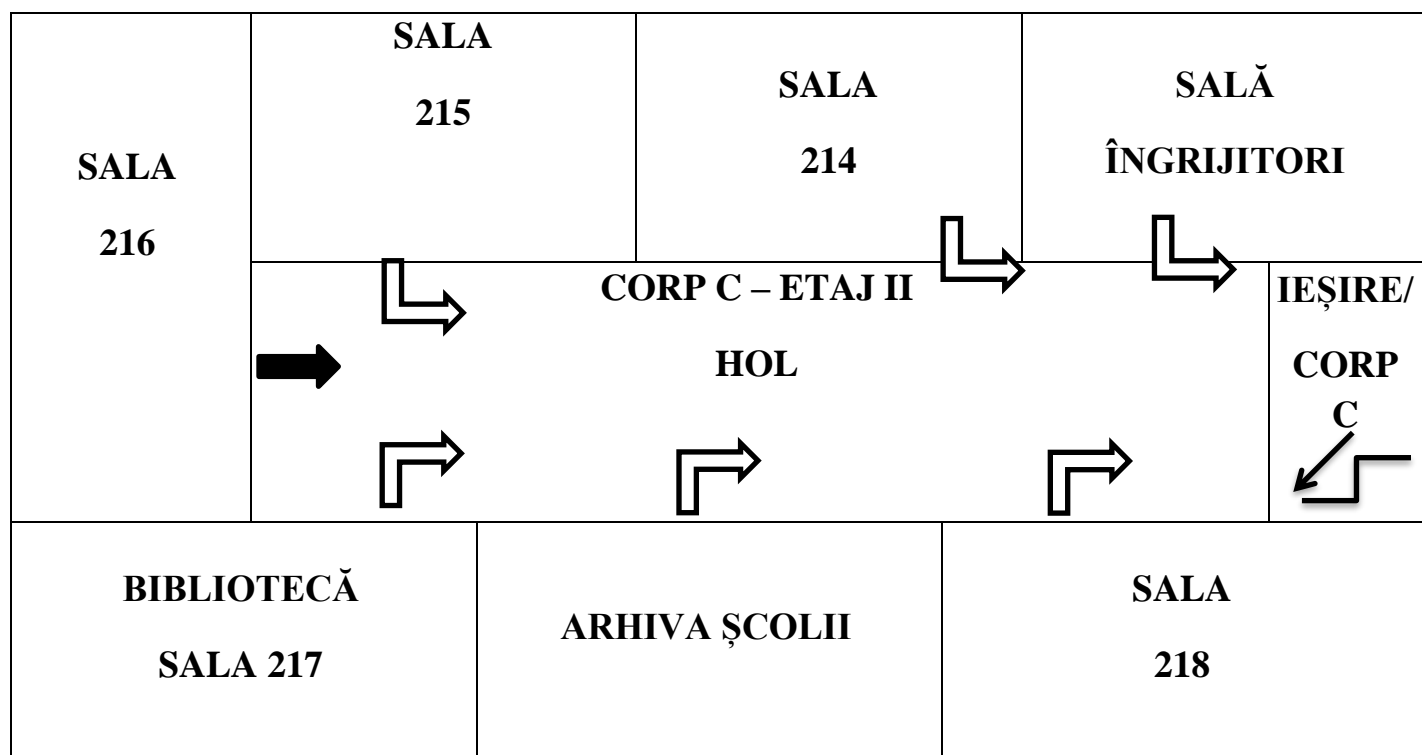 SALA
216
SALA
215
SALA
214
SALĂ
ÎNGRIJITORI
CORP C – ETAJ II
HOL
IEȘIRE/
CORP
C
BIBLIOTECĂ
SALA 217
ARHIVA ȘCOLII
SALA
218